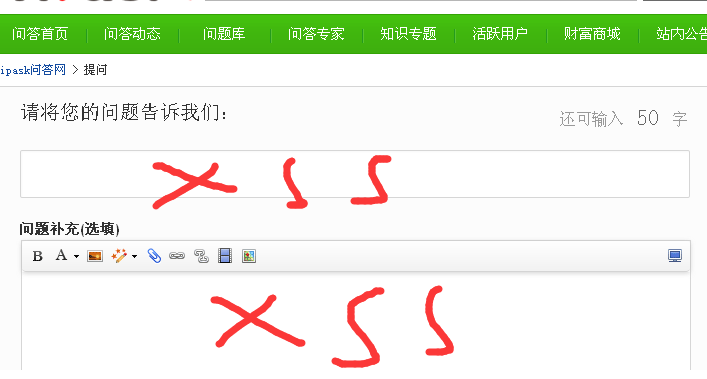 问答首页 问答动态 问题库 问答专家 知识专题 活跃用户 财富商城 站内公告
ipask问答网 > 提问
请将您的问题告诉我们: 还可输入 50 字
XSS
问题补充(选填)
B A
XSS